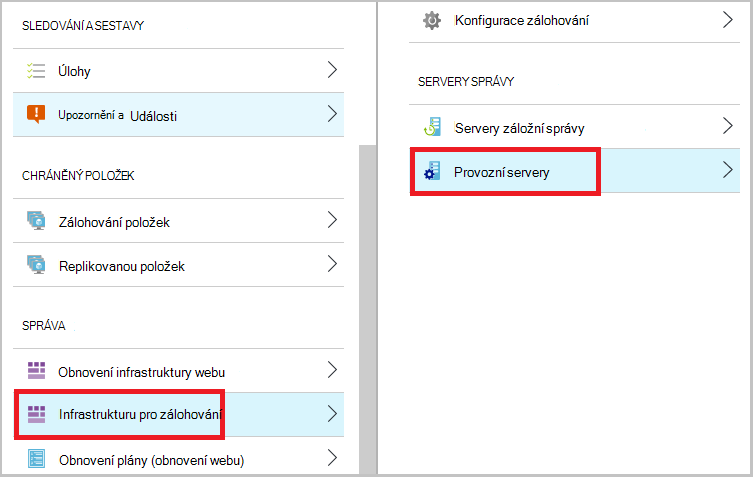 SLEDOVÁNÍ A SESTAVY
Úlohy
Upozornění a Události
CHRÁNĚNÝ POLOŽEK
Zálohování položek
Replikovanou položek
SPRÁVA
Obnovení infrastruktury webu
Infrastrukturu pro zálohování
Obnovení plány (obnovení webu)
Konfigurace zálohování
SERVERY SPRÁVY
Servery záložní správy
Provozní servery